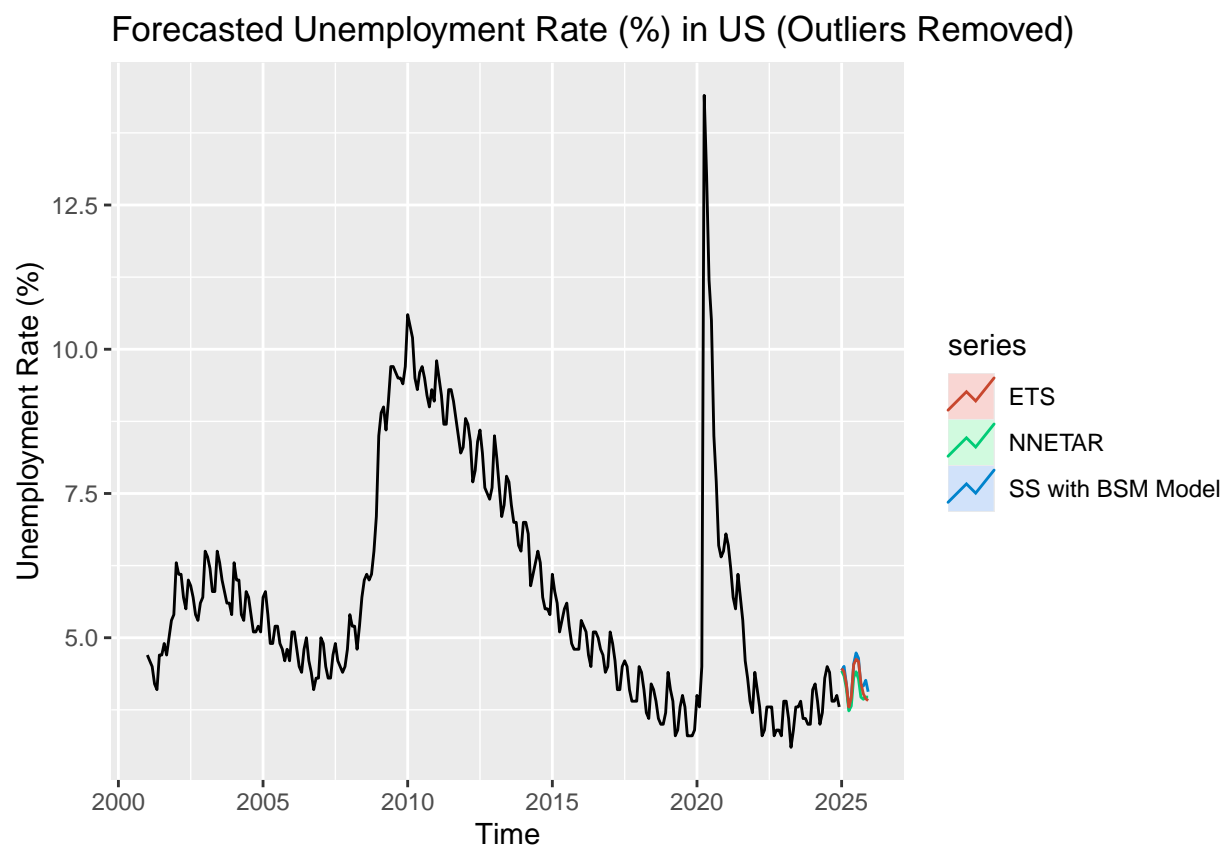 Forecasted Unemployment Rate (%) in US (Outliers Removed)
12.5
10.0
7.5
5.0
Unemployment Rate (%)
2000 2005 2010 2015 2020 2025
Time
series
ETS
NNETAR
SS with BSM Model